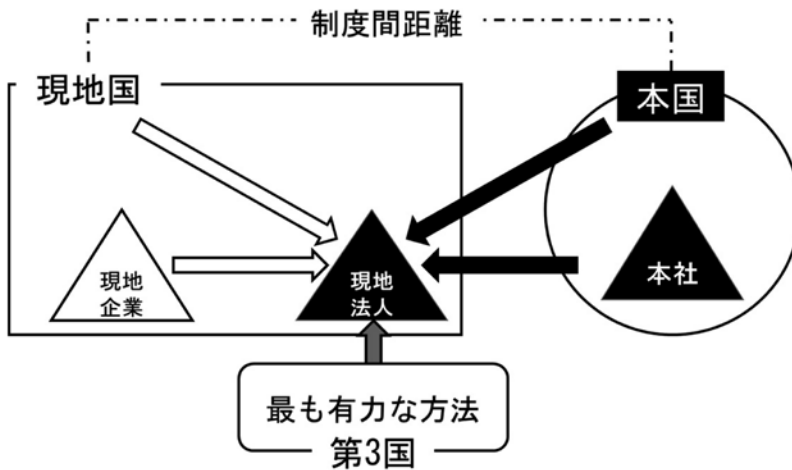 制度間距離
現地国
本国
現地
企業
現地
法人
本社
最も有力な方法
第3国